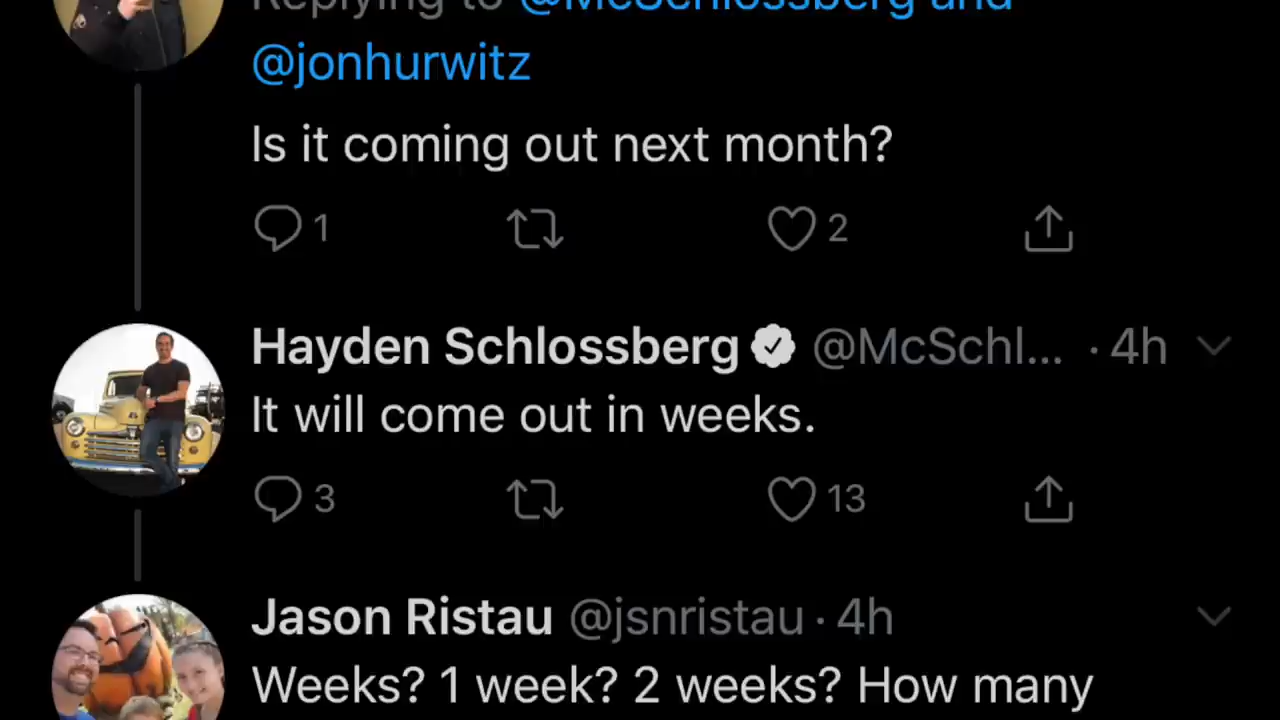 Replying to @McSchlossberg and
@jonhurwitz
Is it coming out next month?
1 2
Hayden Schlossberg @McSchl... · 4h
It will come out in weeks.
3 13
Jason Ristau @jsnristau · 4h
Weeks? 1 week? 2 weeks? How many